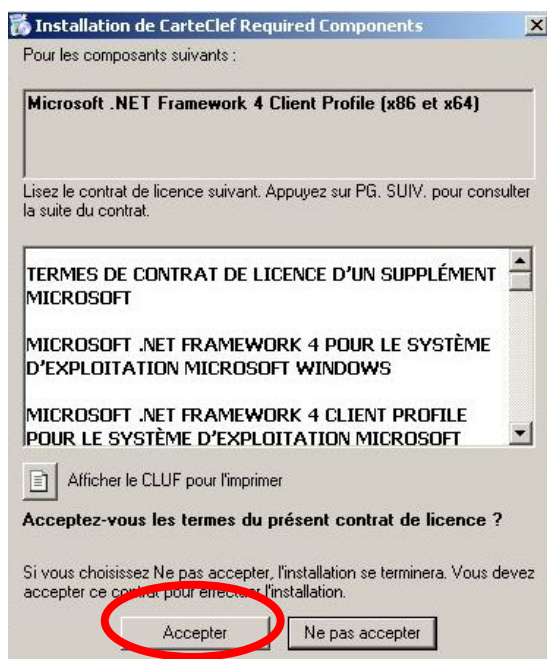 Installation de CarteClef Required Components
Pour les composants suivants :
Microsoft .NET Framework 4 Client Profile (x86 et x64)
Lisez le contrat de licence suivant. Appuyez sur PG. SUIV. pour consulter
la suite du contrat.
TERMES DE CONTRAT DE LICENCE D'UN SUPPLÉMENT
MICROSOFT
MICROSOFT .NET FRAMEWORK 4 POUR LE SYSTÈME
D'EXPLOITATION MICROSOFT WINDOWS
MICROSOFT .NET FRAMEWORK 4 CLIENT PROFILE
POUR LE SYSTÈME D'EXPLOITATION MICROSOFT
Afficher le CLUF pour l'imprimer
Acceptez-vous les termes du présent contrat de licence ?
Si vous choisissez Ne pas accepter, l'installation se terminera. Vous devez
accepter ce contrat pour effectuer l'installation.
Accepter
Ne pas accepter